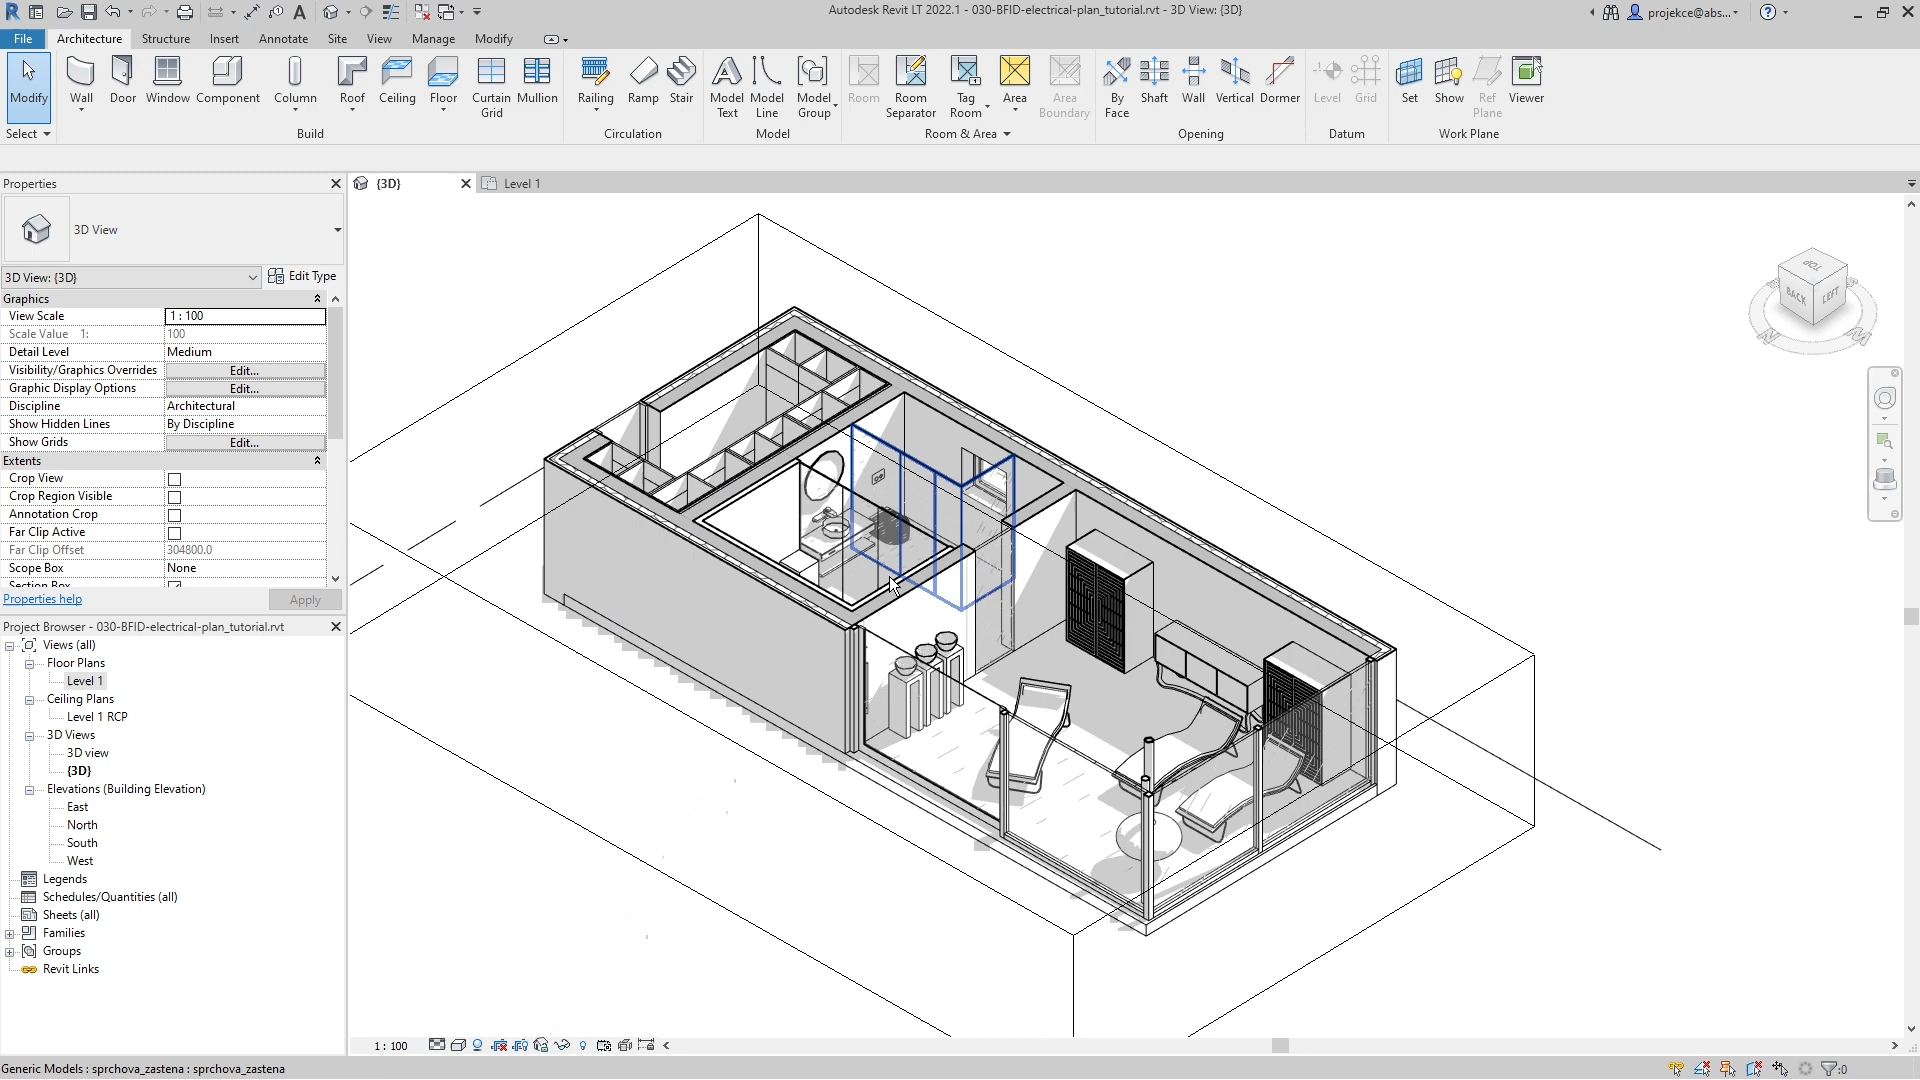 Autodesk Revit LT 2022.1 - 030-BFID-electrical-plan_tutorial.rvt - 3D View: {3D}
projekce@abs...
File Architecture Structure Insert Annotate Site View Manage Modify
Modify Wall Door Window Component Column Roof Ceiling Floor Curtain Grid Mullion Railing Ramp Stair Model Text Model Line Model Group Room Room Separator Tag Room Area Area Boundary By Face Shaft Wall Vertical Dormer Level Grid Set Show Ref Plane Viewer
Select Build Circulation Model Room & Area Opening Datum Work Plane
Properties
3D View
3D View: {3D} Edit Type
Graphics
View Scale 1 : 100
Scale Value 1: 100
Detail Level Medium
Visibility/Graphics Overrides Edit...
Graphic Display Options Edit...
Discipline Architectural
Show Hidden Lines By Discipline
Show Grids Edit...
Extents
Crop View
Crop Region Visible
Annotation Crop
Far Clip Active
Far Clip Offset 304800.0
Scope Box None
Section Box
Properties help Apply
Project Browser - 030-BFID-electrical-plan_tutorial.rvt
Views (all)
Floor Plans
Level 1
Ceiling Plans
Level 1 RCP
3D Views
3D view
{3D}
Elevations (Building Elevation)
East
North
South
West
Legends
Schedules/Quantities (all)
Sheets (all)
Families
Groups
Revit Links
{3D} Level 1
TOP
BACK LEFT
1 : 100
Generic Models : sprchova_zastena : sprchova_zastena
:0